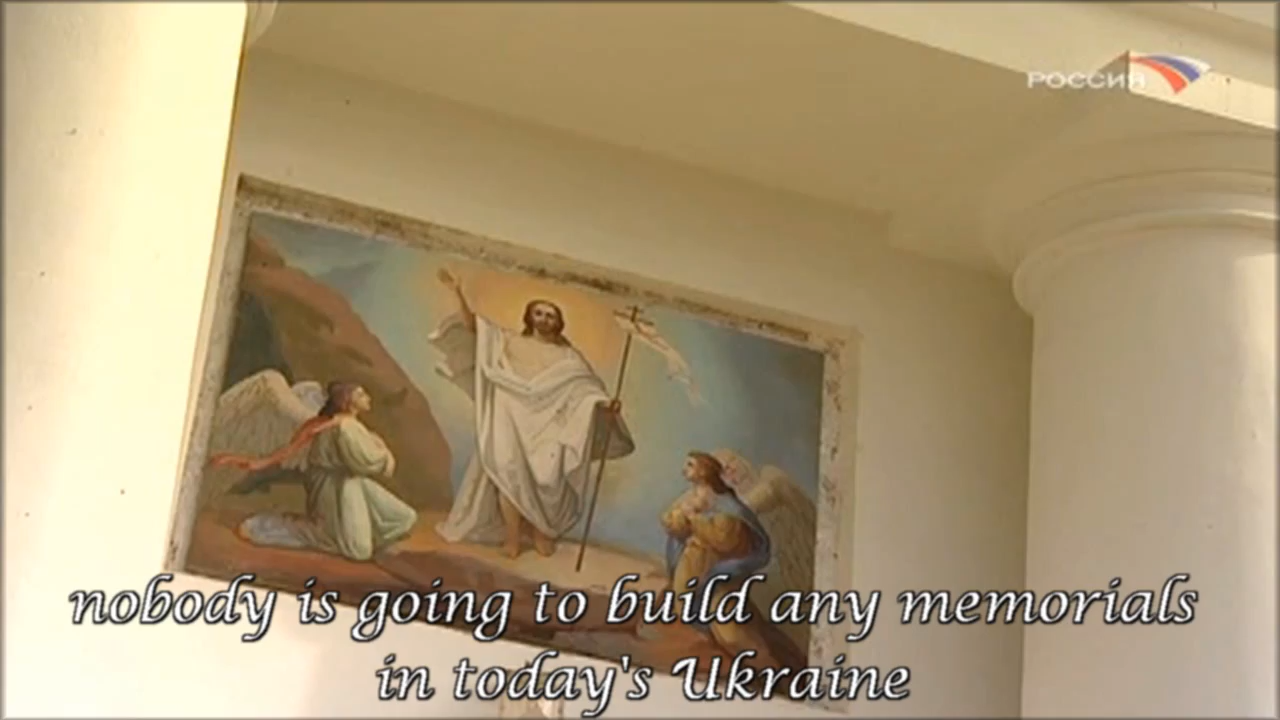 РОССИЯ
nobody is going to build any memorials
in today's Ukraine